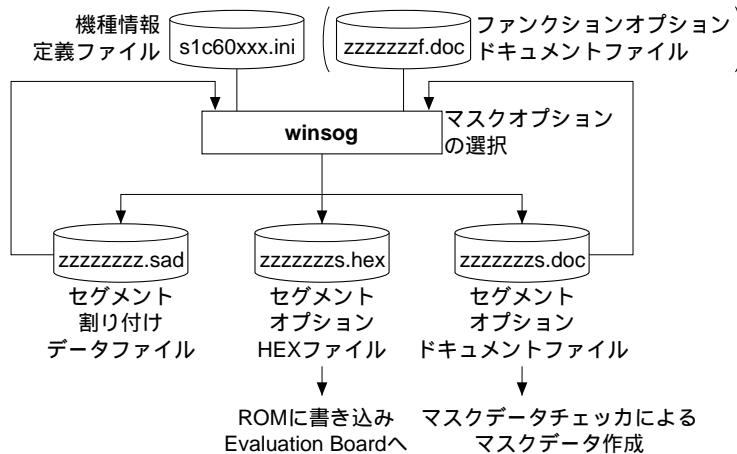 機種情報
定義ファイル
s1c60xxx.ini
zzzzzzzf.doc
ファンクションオプション
ドキュメントファイル
winsog
マスクオプション
の選択
zzzzzzzz.sad
zzzzzzzs.hex
zzzzzzzs.doc
セグメント
割り付け
データファイル
セグメント
オプション
HEXファイル
セグメント
オプション
ドキュメントファイル
ROMに書き込み
Evaluation Boardへ
マスクデータチェッカによる
マスクデータ作成